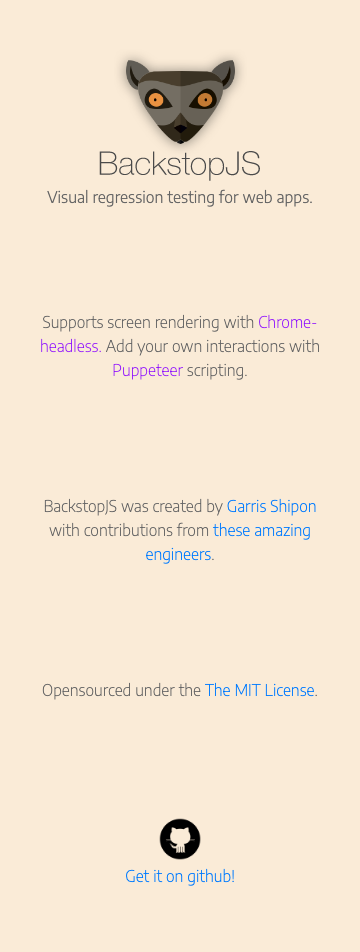 BackstopJS
Visual regression testing for web apps.
Supports screen rendering with Chrome-
headless. Add your own interactions with
Puppeteer scripting.
BackstopJS was created by Garris Shipon
with contributions from these amazing
engineers.
Opensourced under the The MIT License.
Get it on github!